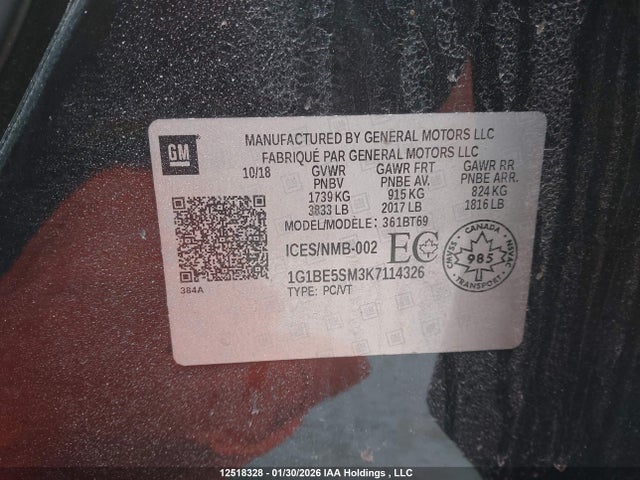 GM
MANUFACTURED BY GENERAL MOTORS LLC
FABRIQUÉ PAR GENERAL MOTORS LLC
10/18 GVWR GAWR FRT GAWR RR
PNBV PNBE AV. PNBE ARR.
1739 KG 915 KG 824 KG
3833 LB 2017 LB 1816 LB
MODEL/MODÈLE: 361BT69
ICES/NMB-002 EC
CANADA
CMVSS 985 NSVAC
TRANSPORT
1G1BE5SM3K7114326
384A TYPE: PC/VT
12518328 - 01/30/2026 IAA Holdings , LLC